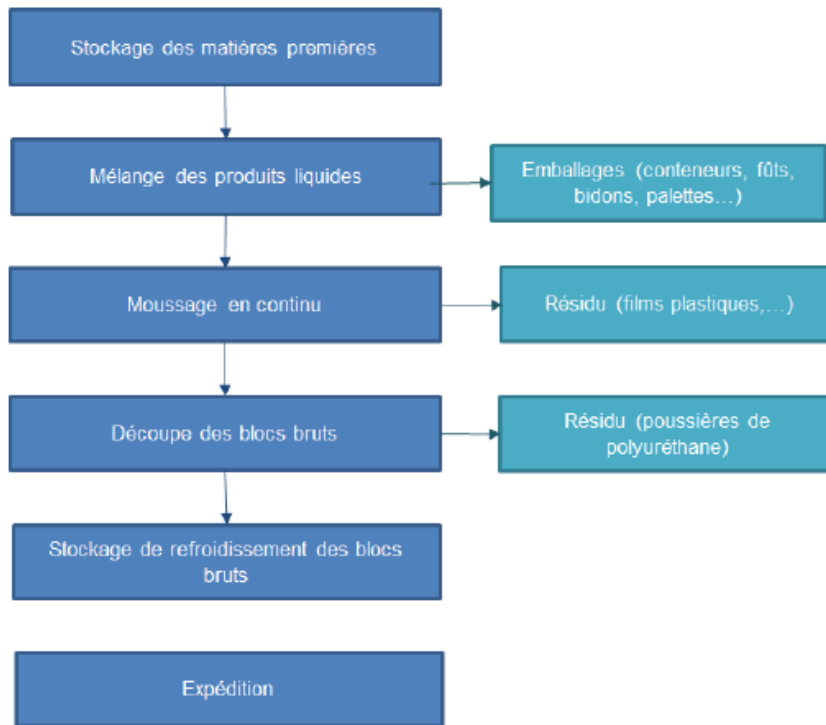 Stockage des matières premières
Mélange des produits liquides
Emballages (conteneurs, fûts,
bidons, palettes…)
Moussage en continu
Résidu (films plastiques,…)
Découpe des blocs bruts
Résidu (poussières de
polyuréthane)
Stockage de refroidissement des blocs
bruts
Expédition